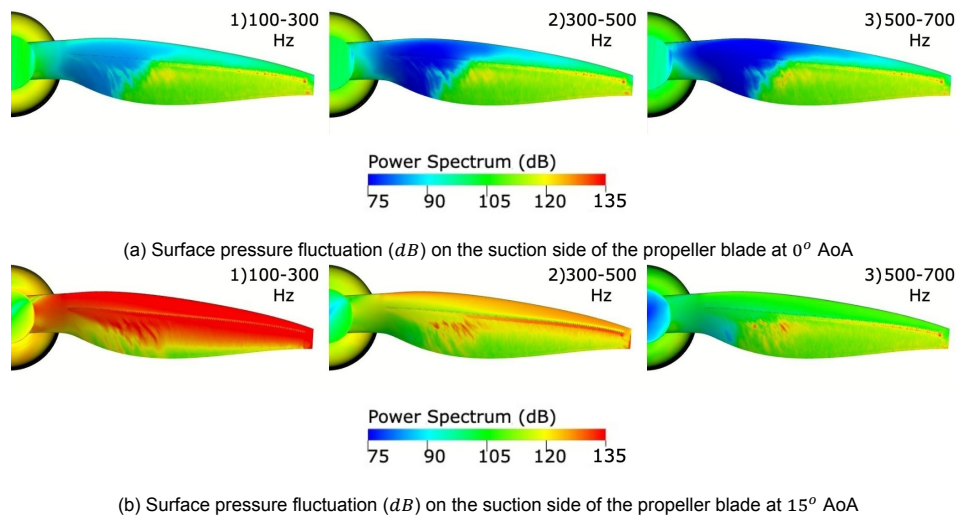 1)100-300 Hz
2)300-500 Hz
3)500-700 Hz
Power Spectrum (dB)
75 90 105 115 135
(a) Surface pressure fluctuation (dB) on the suction side of the propeller blade at 0° AoA
1)100-300 Hz
2)300-500 Hz
3)500-700 Hz
Power Spectrum (dB)
75 90 105 115 135
(b) Surface pressure fluctuation (dB) on the suction side of the propeller blade at 15° AoA